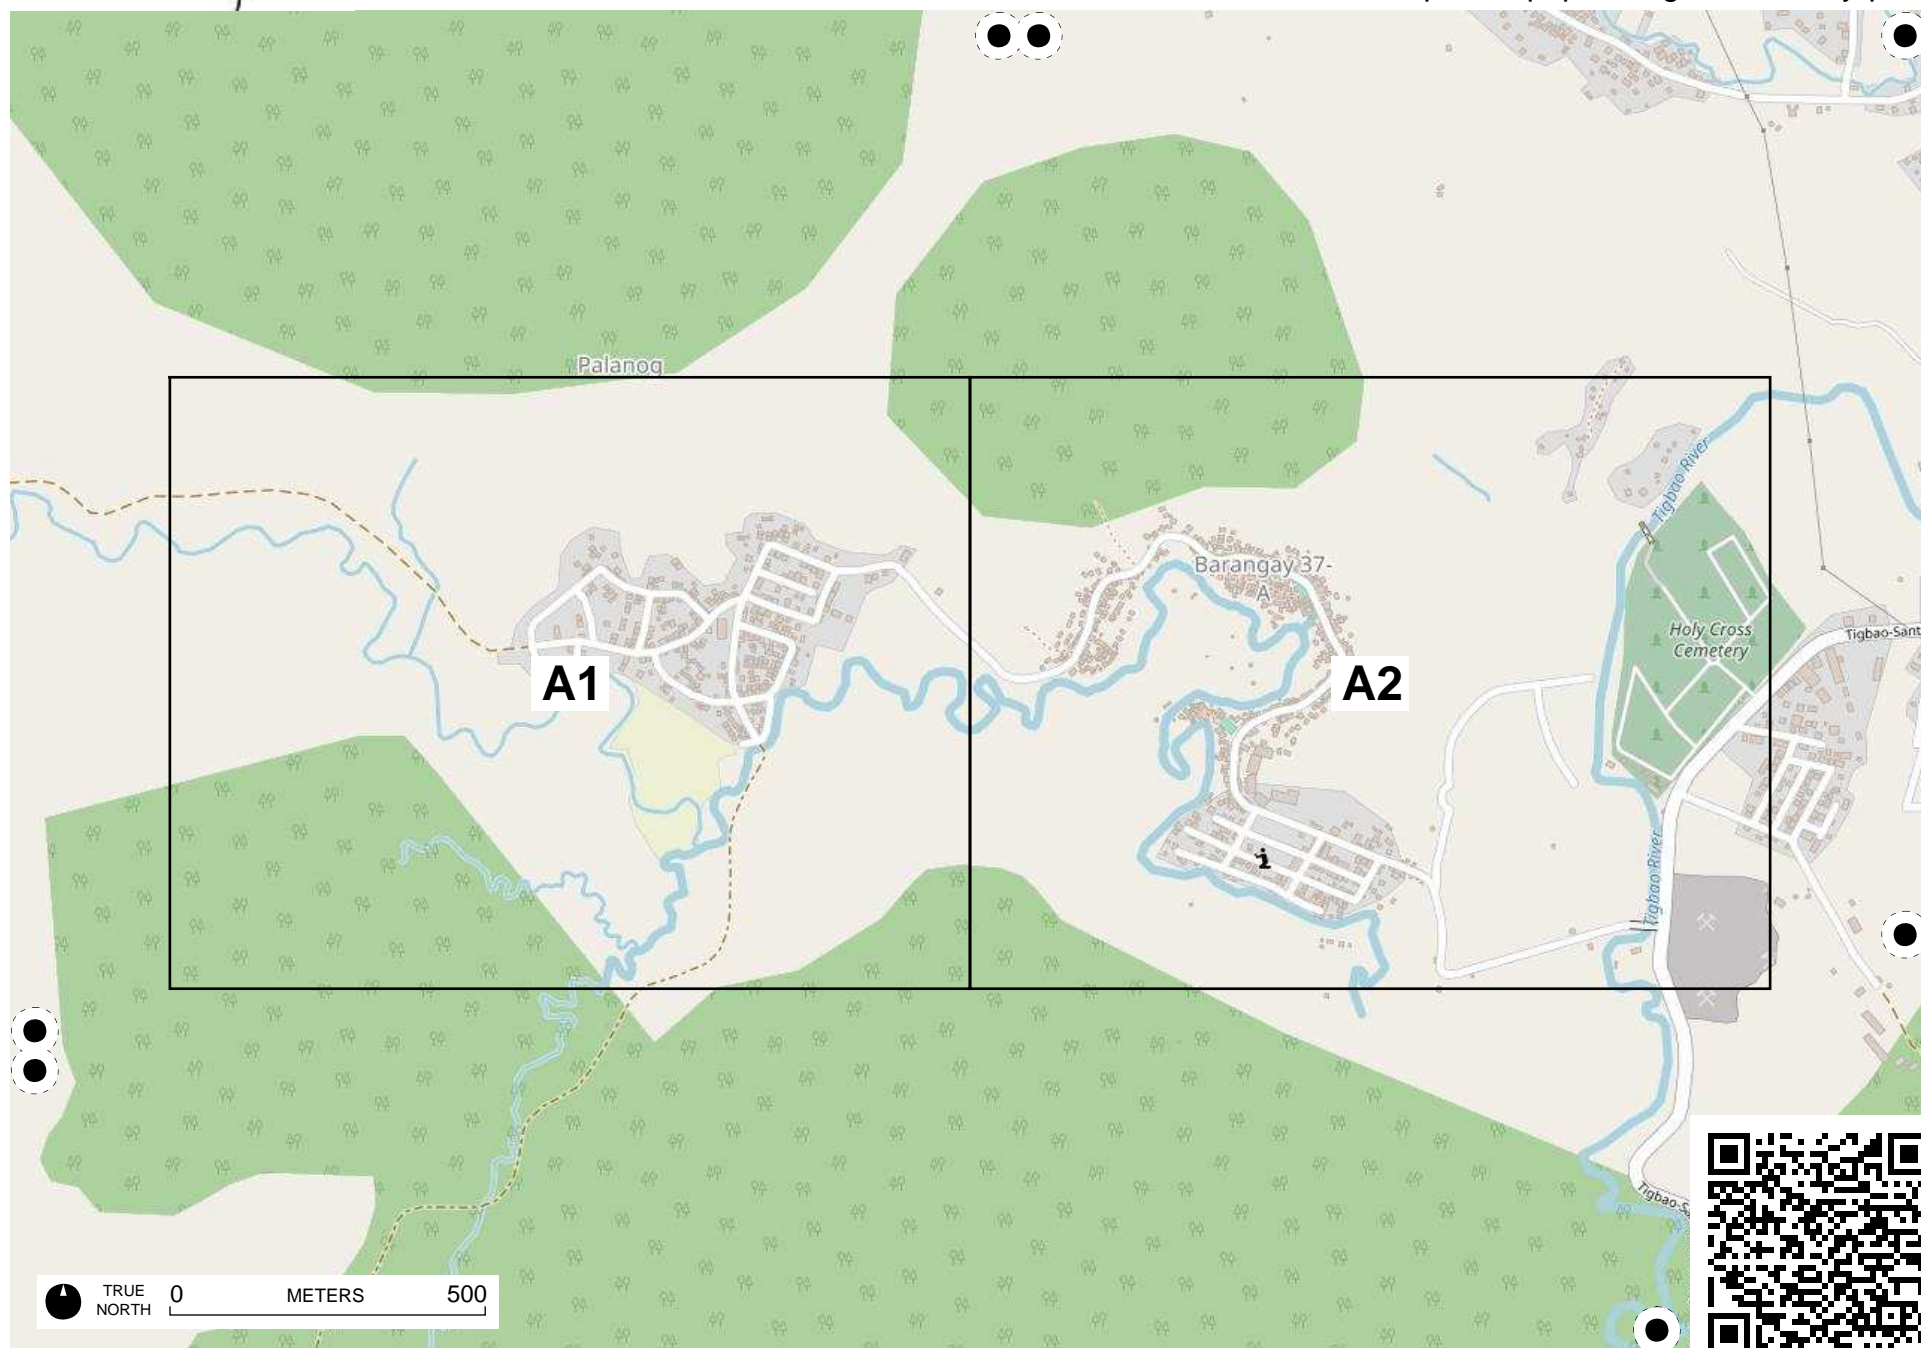 Palanog
Barangay 37-
A
Tigbao River
Holy Cross
Cemetery
Tigbao-Sant
A1
A2
Tigbao River
Tigbao-Sa
TRUE
NORTH
0
METERS
500